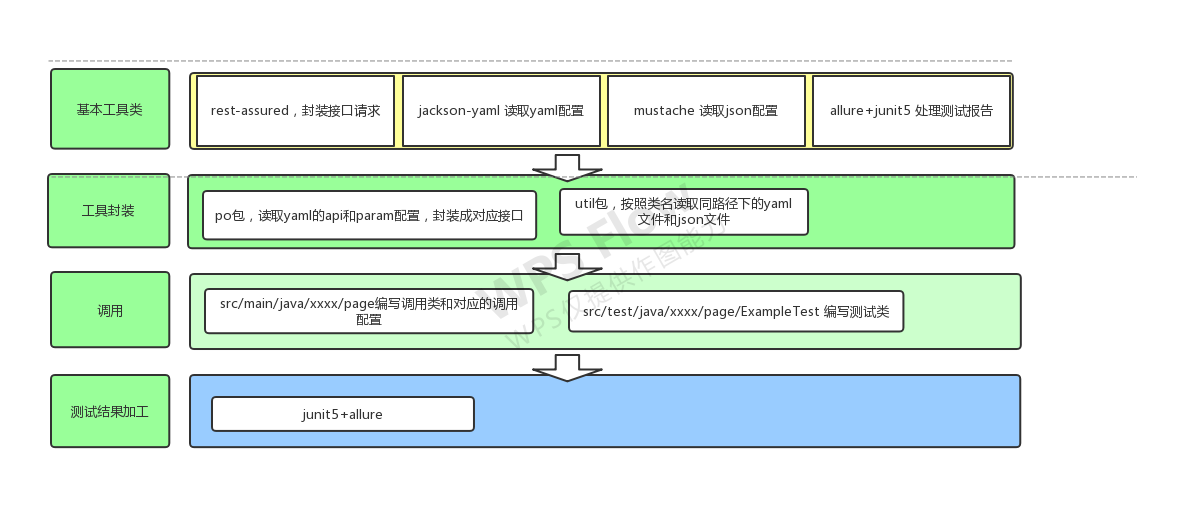 基本工具类
rest-assured，封装接口请求
jackson-yaml 读取yaml配置
mustache 读取json配置
allure+junit5 处理测试报告
工具封装
po包，读取yaml的api和param配置，封装成对应接口
util包，按照类名读取同路径下的yaml
文件和json文件
调用
src/main/java/xxxx/page编写调用类和对应的调用
配置
src/test/java/xxxx/page/ExampleTest 编写测试类
测试结果加工
junit5+allure
WPS Flow
WPS仅提供作图能力